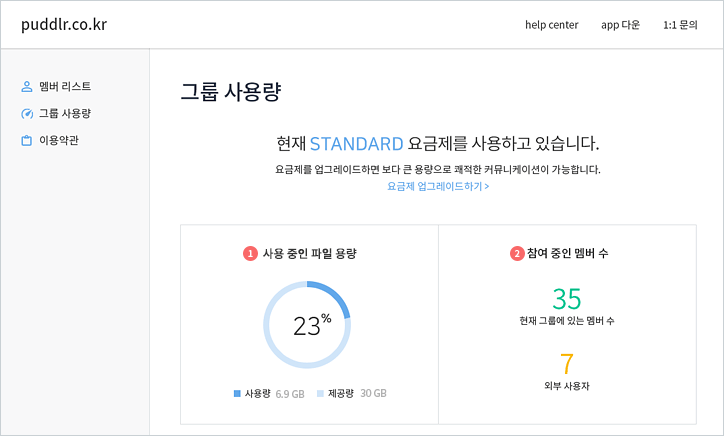 puddlr.co.kr
help center
app 다운
1:1 문의
멤버 리스트
그룹 사용량
이용약관
그룹 사용량
현재 STANDARD 요금제를 사용하고 있습니다.
요금제를 업그레이드하면 보다 큰 용량으로 쾌적한 커뮤니케이션이 가능합니다.
요금제 업그레이드하기 >
1 사용 중인 파일 용량
23%
사용량 6.9 GB 제공량 30 GB
2 참여 중인 멤버 수
35
현재 그룹에 있는 멤버 수
7
외부 사용자